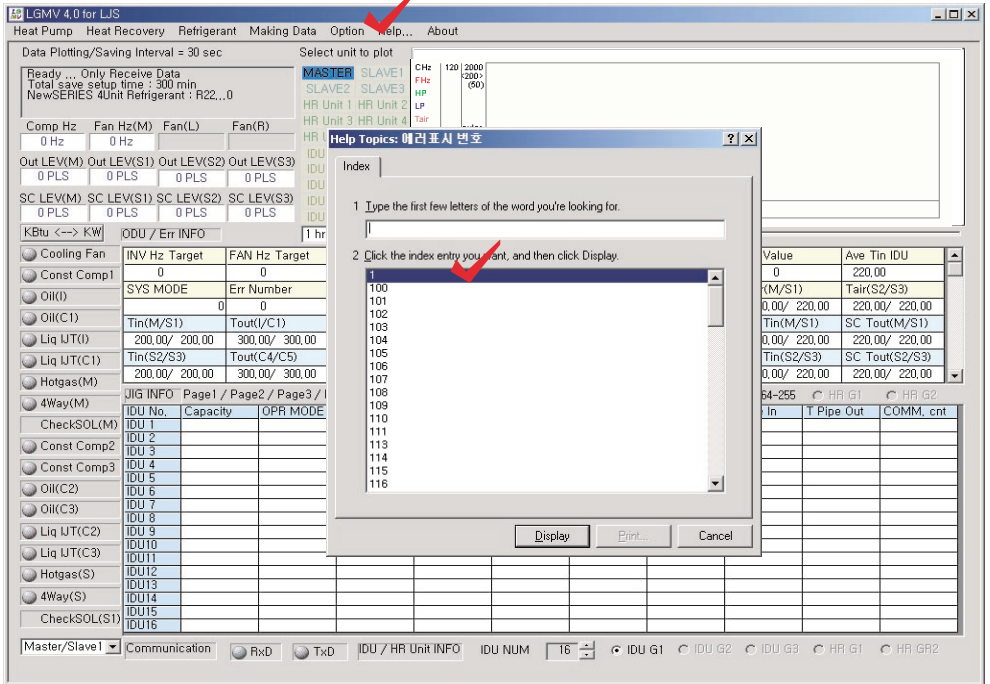 LGMV 4.0 for LJS
Heat Pump Heat Recovery Refrigerant Making Data Option Help... About
Data Plotting/Saving Interval = 30 sec
Ready ... Only Receive Data
Total save setup time : 300 min
NewSERIES 4Unit Refrigerant : R22,,,0
Select unit to plot
MASTER SLAVE1
SLAVE2 SLAVE3
HR Unit 1 HR Unit 2
HR Unit 3 HR Unit 4
IDU
IDU
IDU
IDU
IDU
1 hr
CHz 120 2000
FHz <200>
HP (50)
LP
Tair
Comp Hz Fan Hz(M) Fan(L) Fan(R)
0 Hz 0 Hz
Out LEV(M) Out LEV(S1) Out LEV(S2) Out LEV(S3)
0 PLS 0 PLS 0 PLS 0 PLS
SC LEV(M) SC LEV(S1) SC LEV(S2) SC LEV(S3)
0 PLS 0 PLS 0 PLS 0 PLS
KBtu <--> KW ODU / Err INFO
Cooling Fan
Const Comp1
Oil(I)
Oil(C1)
Liq IJT(I)
Liq IJT(C1)
Hotgas(M)
4Way(M)
CheckSOL(M)
Const Comp2
Const Comp3
Oil(C2)
Oil(C3)
Liq IJT(C2)
Liq IJT(C3)
Hotgas(S)
4Way(S)
CheckSOL(S1)
INV Hz Target FAN Hz Target
0 0
SYS MODE Err Number
0 0
Tin(M/S1) Tout(I/C1)
200,00/ 200,00 300,00/ 300,00
Tin(S2/S3) Tout(C4/C5)
200,00/ 200,00 300,00/ 300,00
Value Ave Tin IDU
0 220,00
(M/S1) Tair(S2/S3)
0,00/ 220,00 220,00/ 220,00
Tin(M/S1) SC Tout(M/S1)
0,00/ 220,00 220,00/ 220,00
Tin(S2/S3) SC Tout(S2/S3)
0,00/ 220,00 220,00/ 220,00
JIG INFO Page1 / Page2 / Page3 / 64-255 HR G1 HR G2
IDU No. Capacity OPR MODE In T Pipe Out COMM, cnt
IDU 1
IDU 2
IDU 3
IDU 4
IDU 5
IDU 6
IDU 7
IDU 8
IDU 9
IDU10
IDU11
IDU12
IDU13
IDU14
IDU15
IDU16
Help Topics: 에러표시 번호
Index
1 Type the first few letters of the word you're looking for.
2 Click the index entry you want, and then click Display.
1
100
101
102
103
104
105
106
107
108
109
110
111
113
114
115
116
Display Print... Cancel
Master/Slave1 Communication RxD TxD IDU / HR Unit INFO IDU NUM 16 IDU G1 IDU G2 IDU G3 HR G1 HR GR2